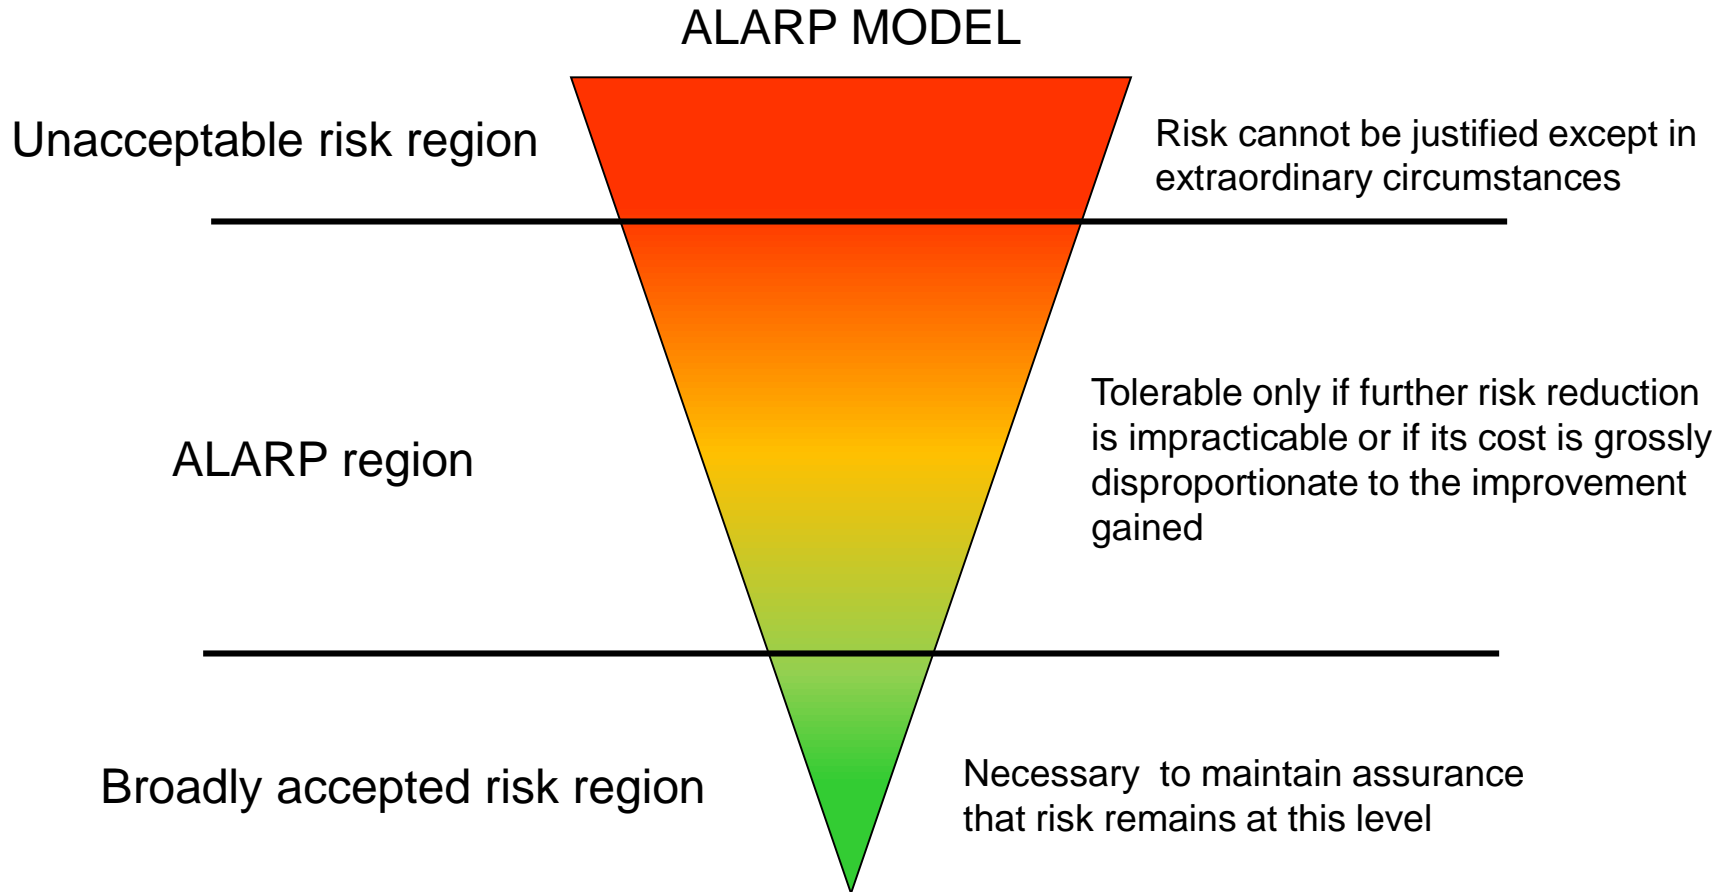 ALARP MODEL
Unacceptable risk region
Risk cannot be justified except in
extraordinary circumstances
ALARP region
Tolerable only if further risk reduction
is impracticable or if its cost is grossly
disproportionate to the improvement
gained
Broadly accepted risk region
Necessary  to maintain assurance
that risk remains at this level